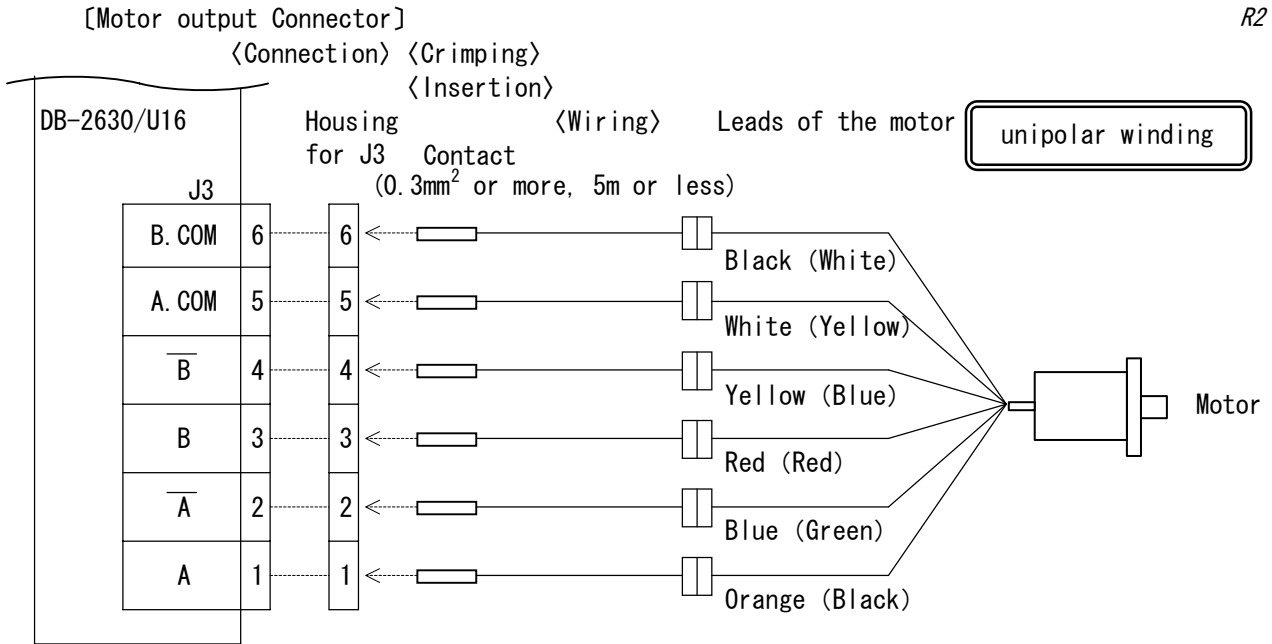 〔Motor output Connector〕 R2
〈Connection〉 〈Crimping〉
〈Insertion〉
DB-2630/U16 Housing 〈Wiring〉 Leads of the motor unipolar winding
for J3 Contact
J3 (0.3mm² or more, 5m or less)
B.COM 6 6
Black (White)
A.COM 5 5
White (Yellow)
B̅ 4 4
Yellow (Blue)
Motor
B 3 3
Red (Red)
A̅ 2 2
Blue (Green)
A 1 1
Orange (Black)